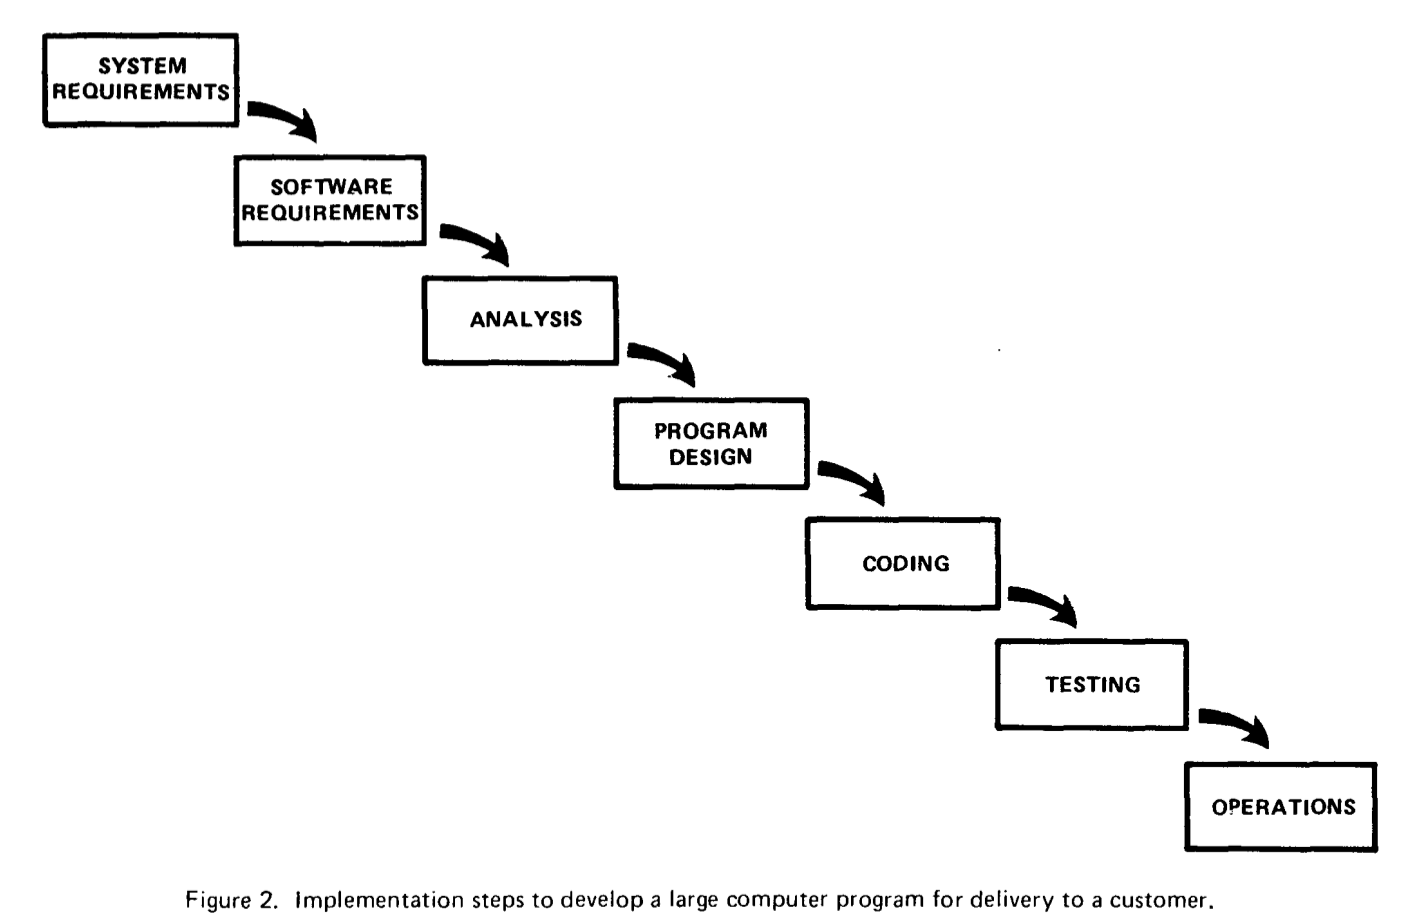 SYSTEM
REQUIREMENTS
SOFTWARE
REQUIREMENTS
ANALYSIS
PROGRAM
DESIGN
CODING
TESTING
OPERATIONS
Figure 2. Implementation steps to develop a large computer program for delivery to a customer.